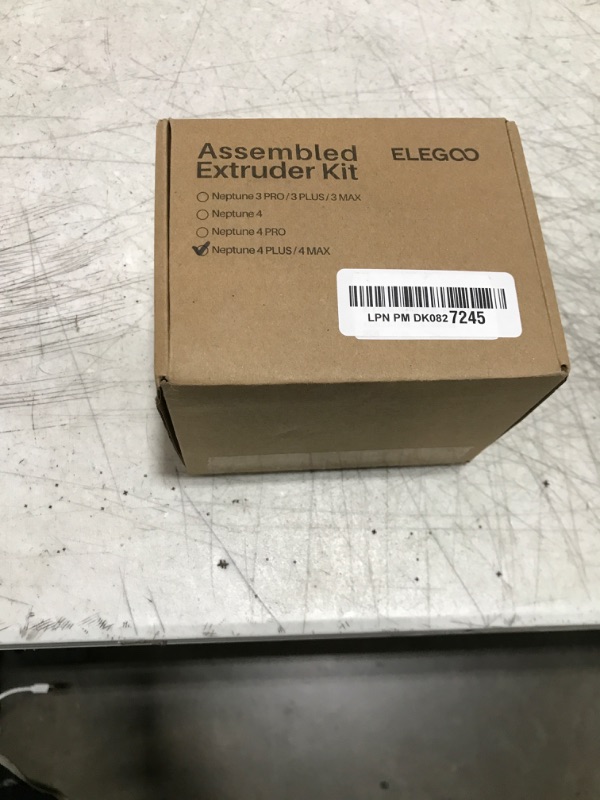 Assembled
Extruder Kit
ELEGOO
Neptune 3 PRO / 3 PLUS / 3 MAX
Neptune 4
Neptune 4 PRO
Neptune 4 PLUS / 4 MAX
LPN PM DK0827245